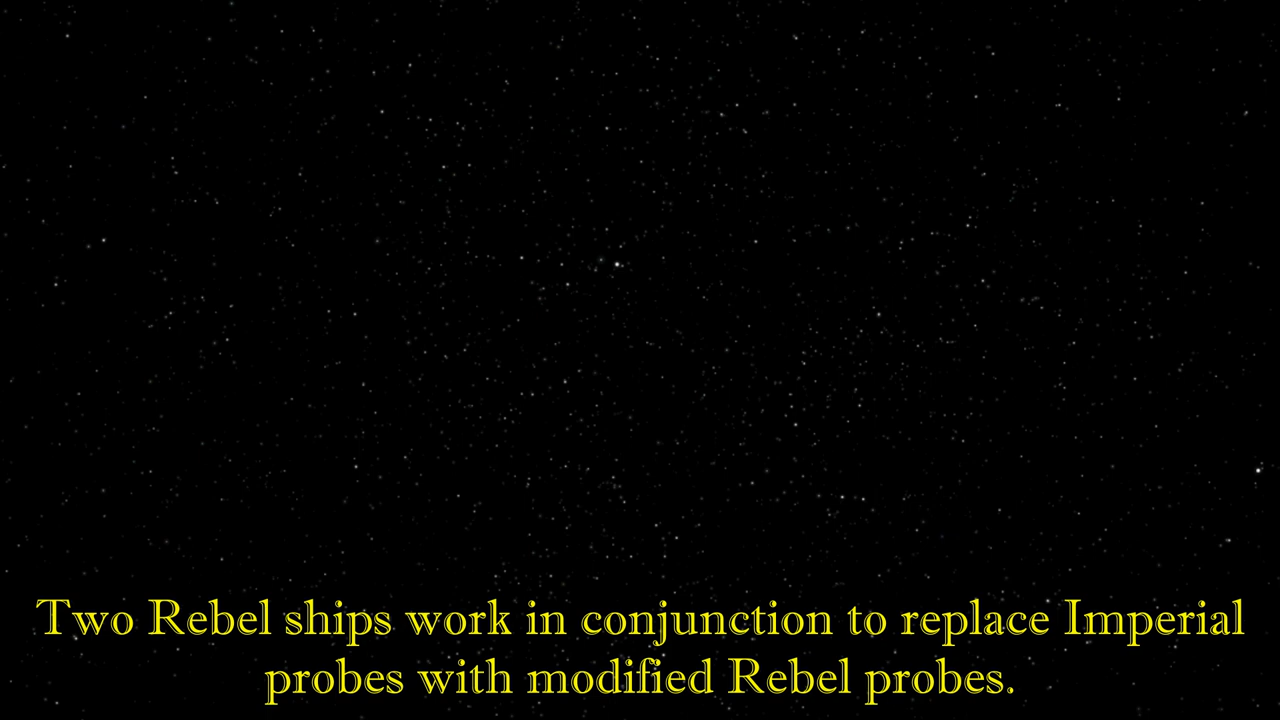 Two Rebel ships work in conjunction to replace Imperial
probes with modified Rebel probes.